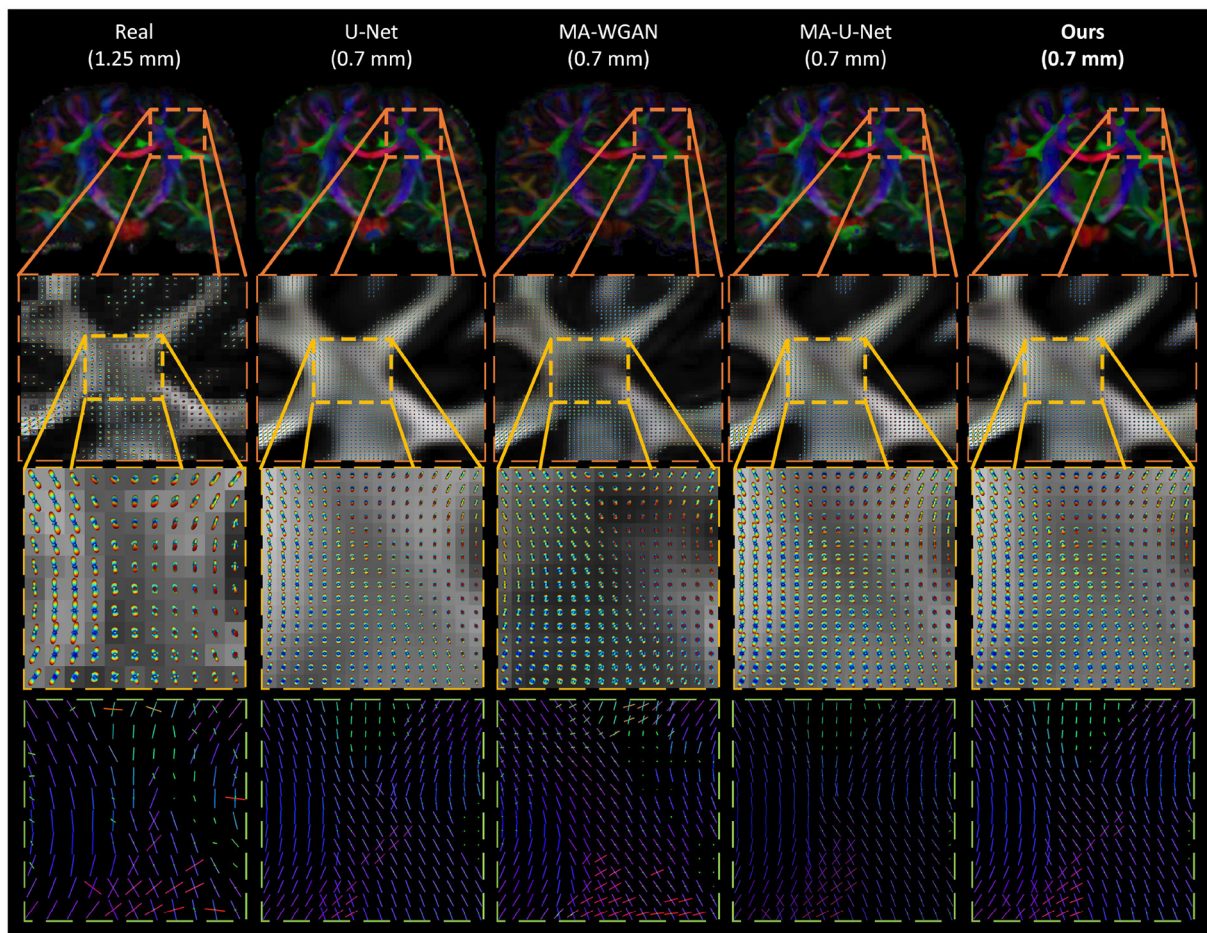 Real
(1.25 mm)
U-Net
(0.7 mm)
MA-WGAN
(0.7 mm)
MA-U-Net
(0.7 mm)
Ours
(0.7 mm)